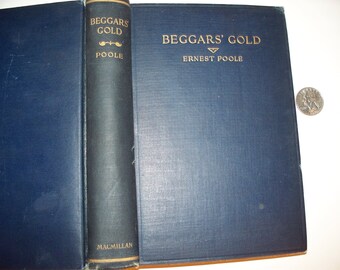 BEGGARS'
GOLD
POOLE
MACMILLAN
BEGGARS' GOLD
ERNEST POOLE